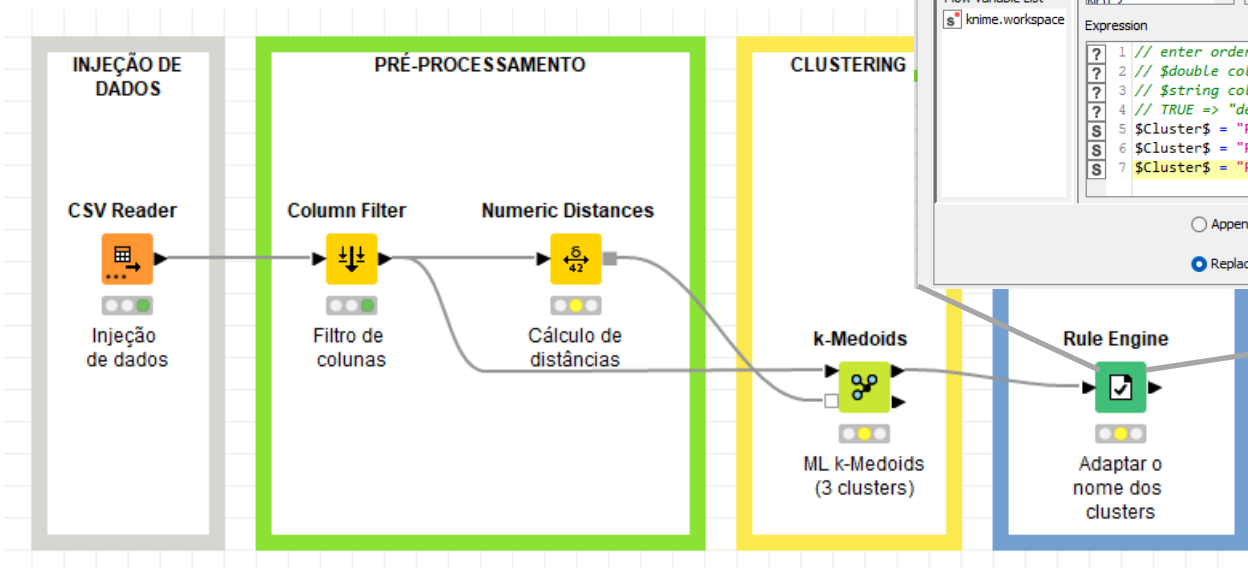 knime.workspace
Expression
? 1 // enter order
? 2 // $double col
? 3 // $string col
? 4 // TRUE => "de
S 5 $Cluster$ = "
S 6 $Cluster$ = "
S 7 $Cluster$ = "
Appen
Replac
INJEÇÃO DE
DADOS
CSV Reader
Injeção
de dados
PRÉ-PROCESSAMENTO
Column Filter
Filtro de
colunas
Numeric Distances
δ
42
Cálculo de
distâncias
CLUSTERING
k-Medoids
ML k-Medoids
(3 clusters)
Rule Engine
Adaptar o
nome dos
clusters